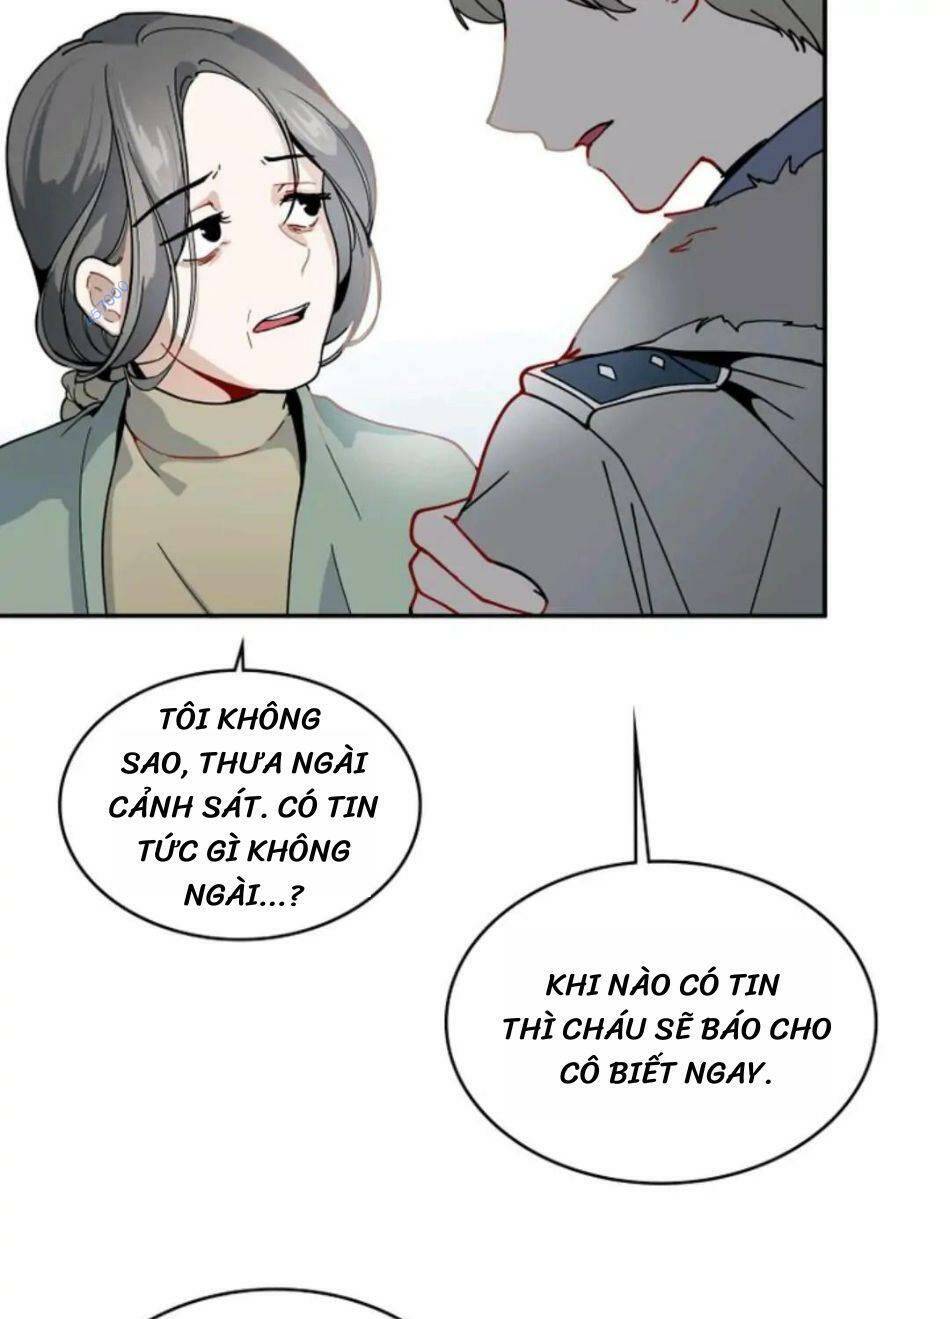 TÔI KHÔNG
SAO, THƯA NGÀI
CẢNH SÁT. CÓ TIN
TỨC GÌ KHÔNG
NGÀI...?
KHI NÀO CÓ TIN
THÌ CHÁU SẼ BÁO CHO
CÔ BIẾT NGAY.